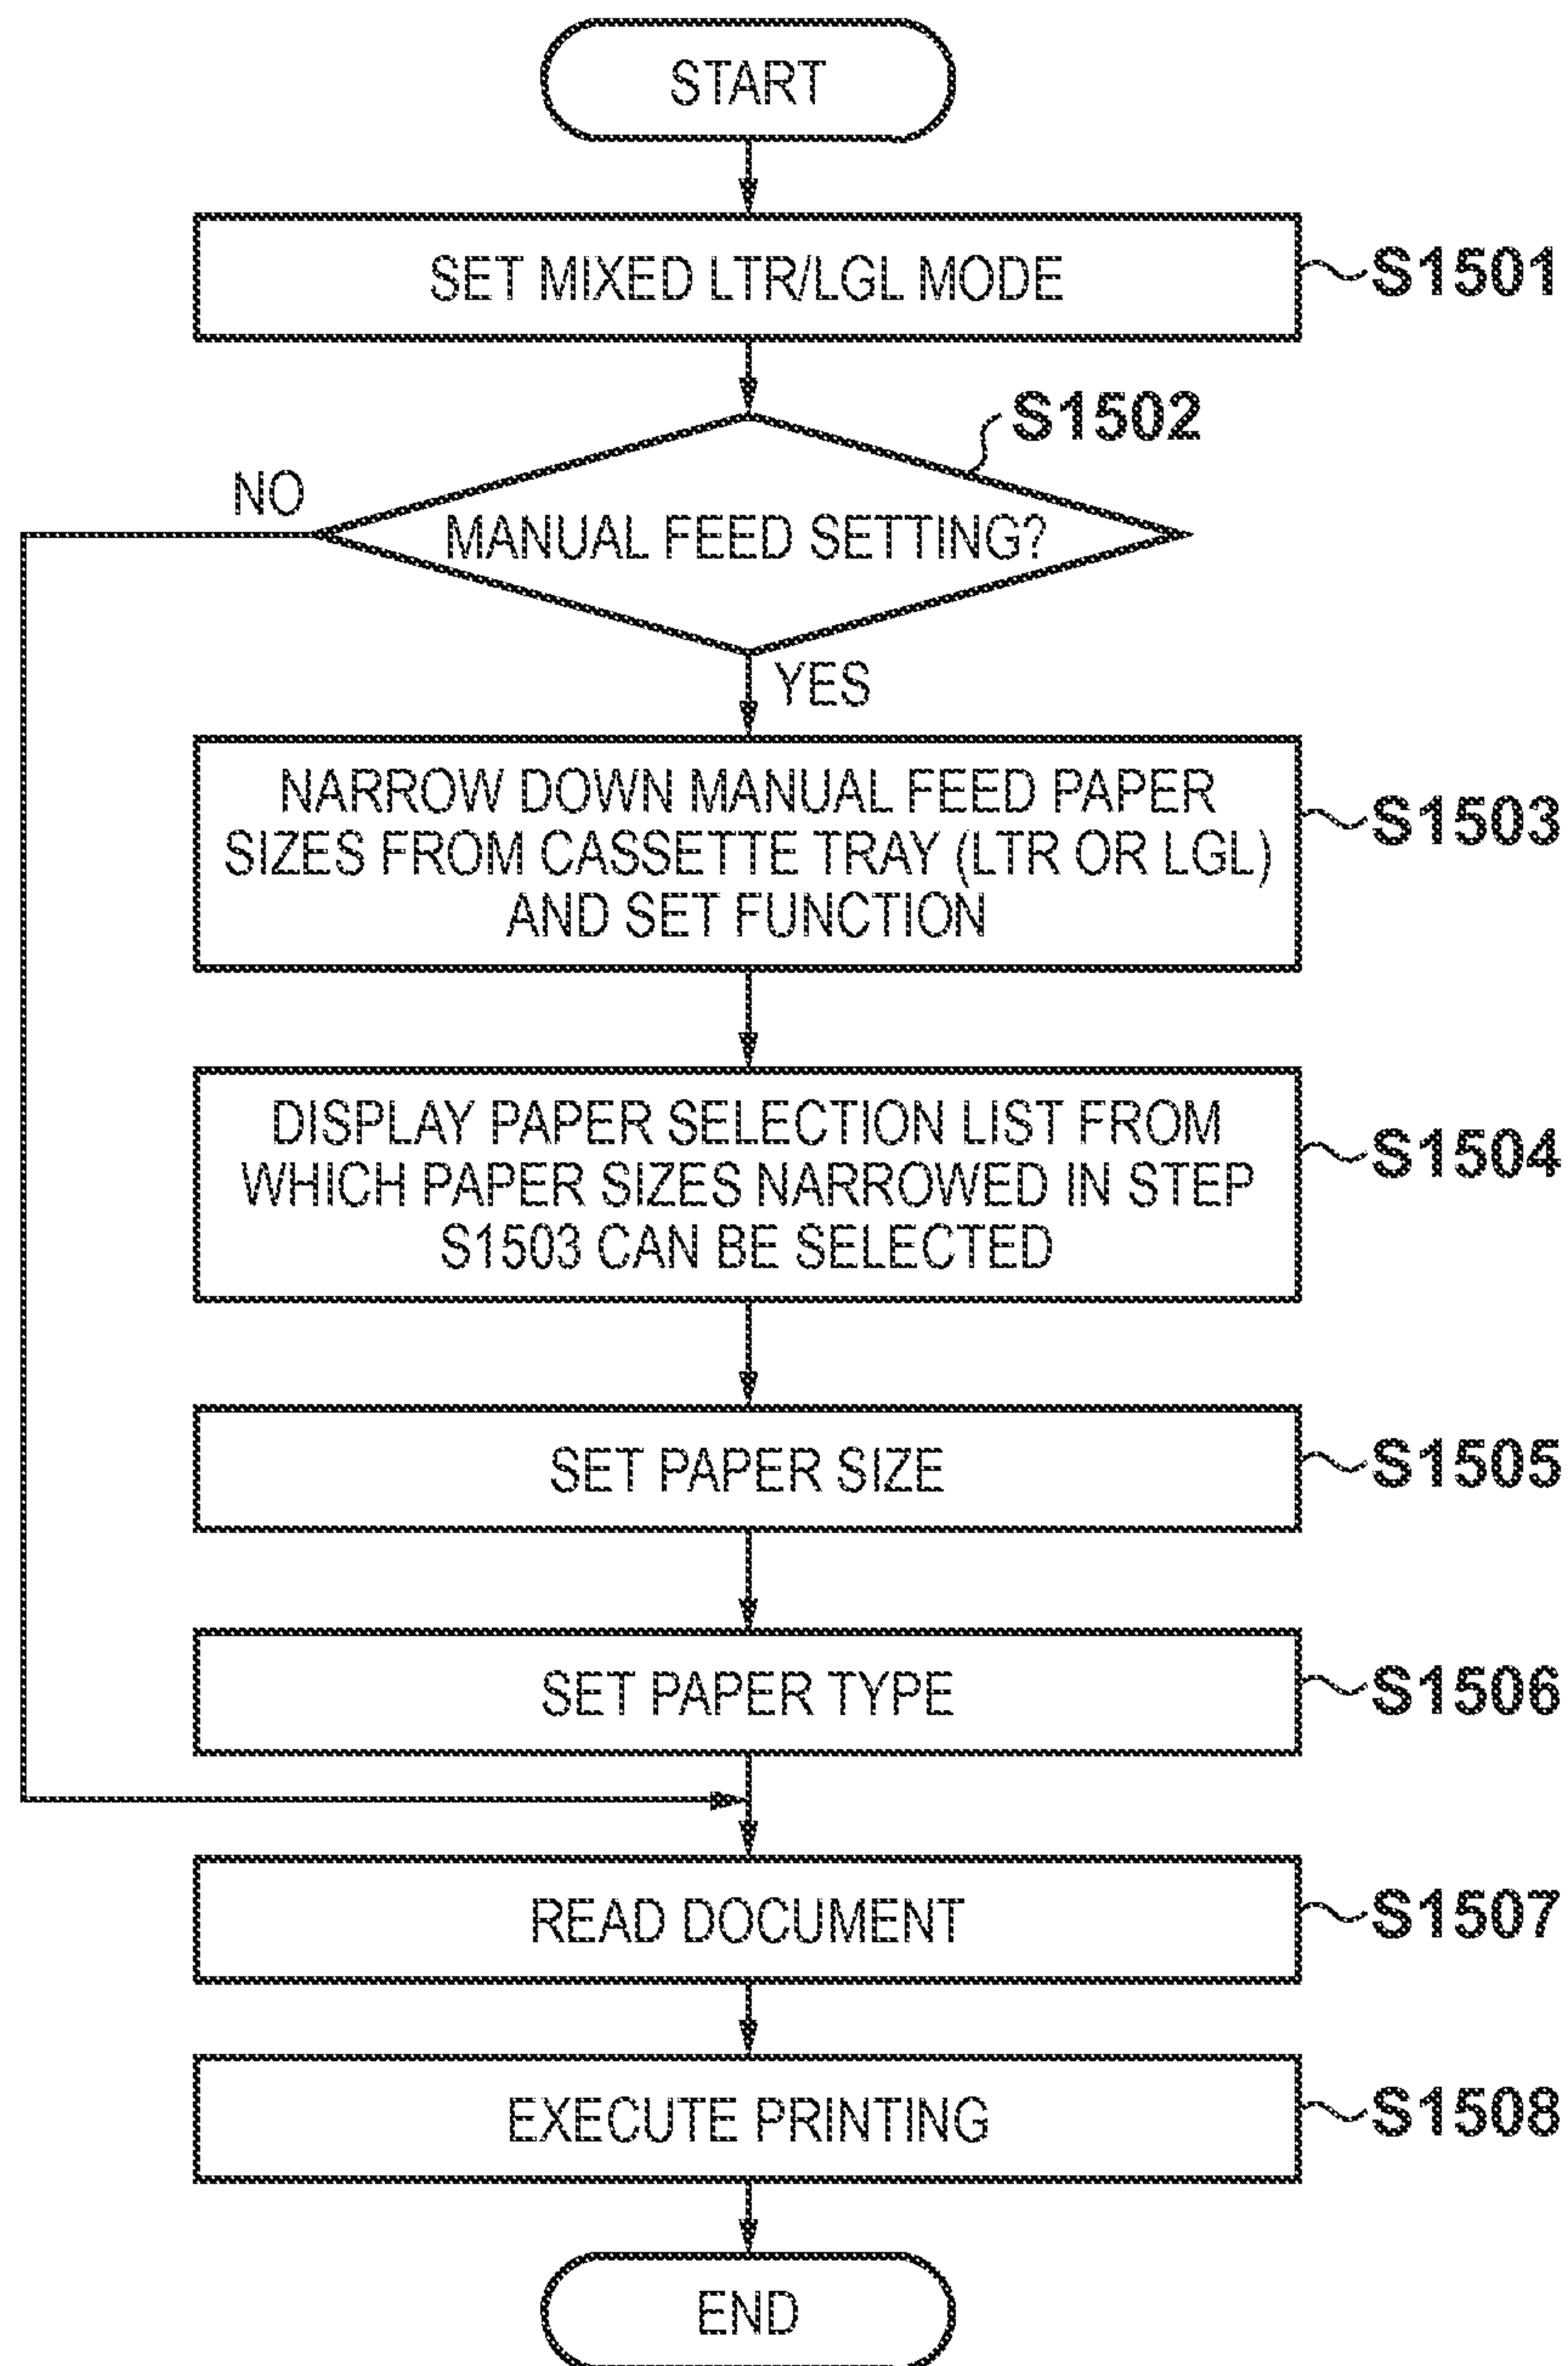 START
SET MIXED LTR/LGL MODE
S1501
S1502
NO
MANUAL FEED SETTING?
YES
NARROW DOWN MANUAL FEED PAPER
SIZES FROM CASSETTE TRAY (LTR OR LGL)
AND SET FUNCTION
S1503
DISPLAY PAPER SELECTION LIST FROM
WHICH PAPER SIZES NARROWED IN STEP
S1503 CAN BE SELECTED
S1504
SET PAPER SIZE
S1505
SET PAPER TYPE
S1506
READ DOCUMENT
S1507
EXECUTE PRINTING
S1508
END